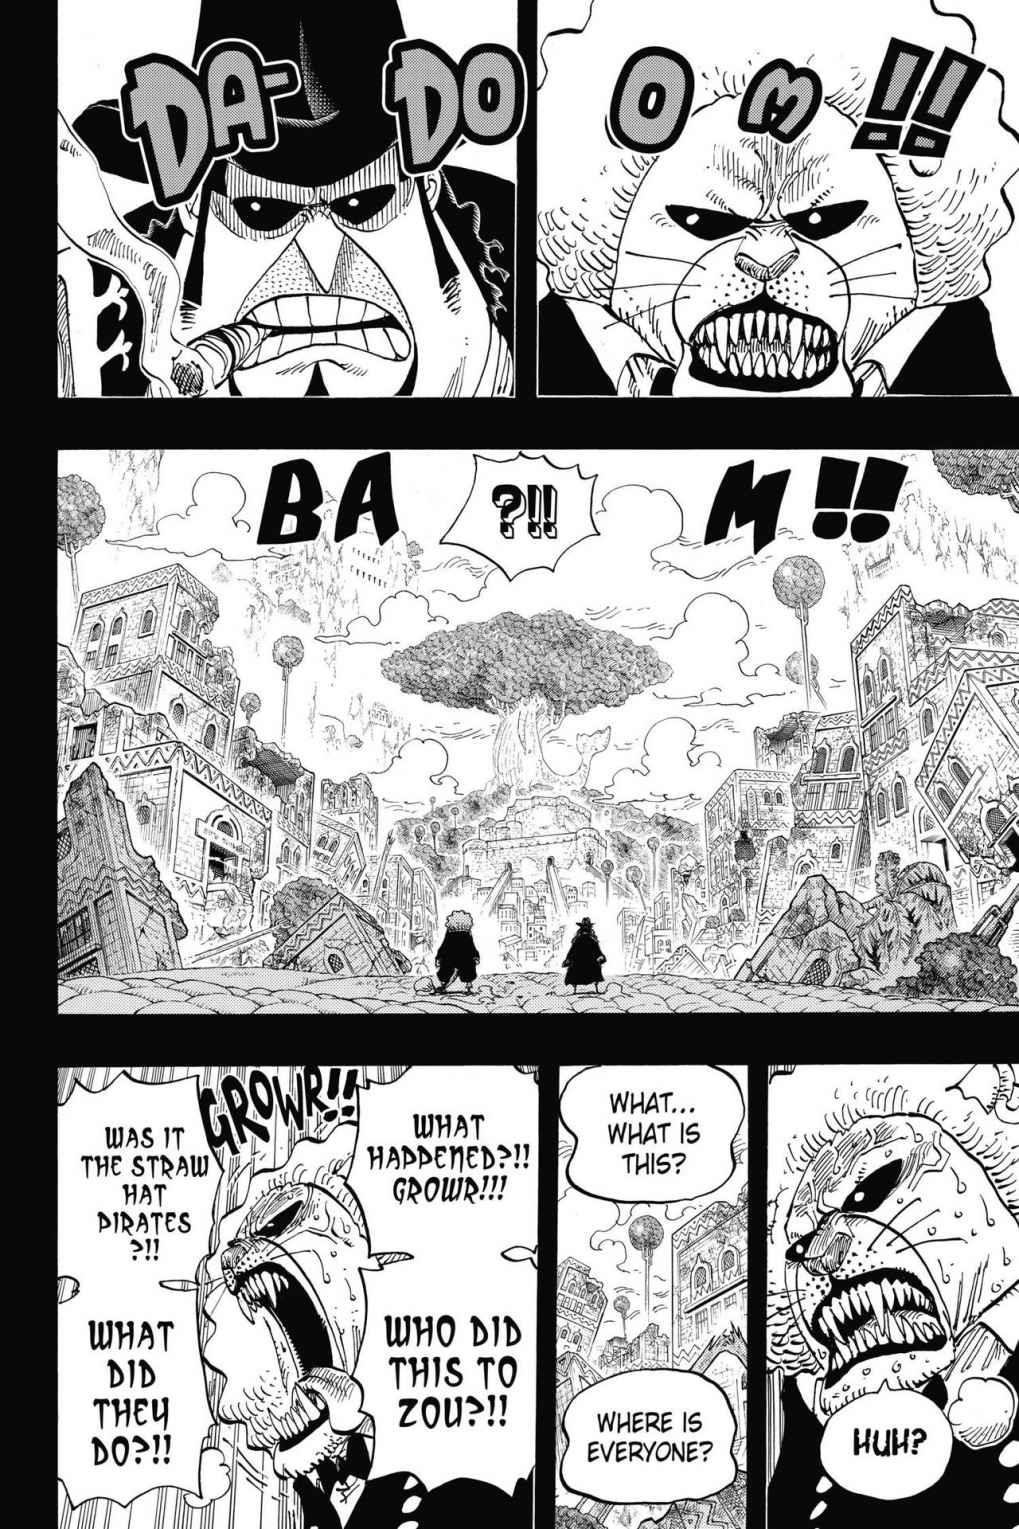 DA-DO
OM!!
BA
?!!
M!!
WHAT...
WHAT IS
THIS?
WHERE IS
EVERYONE?
HUH?
GROWR!!
WHAT
HAPPENED?!!
GROWR!!!
WHO DID
THIS TO
ZOU?!!
WAS IT
THE STRAW
HAT
PIRATES
?!!
WHAT
DID
THEY
DO?!!